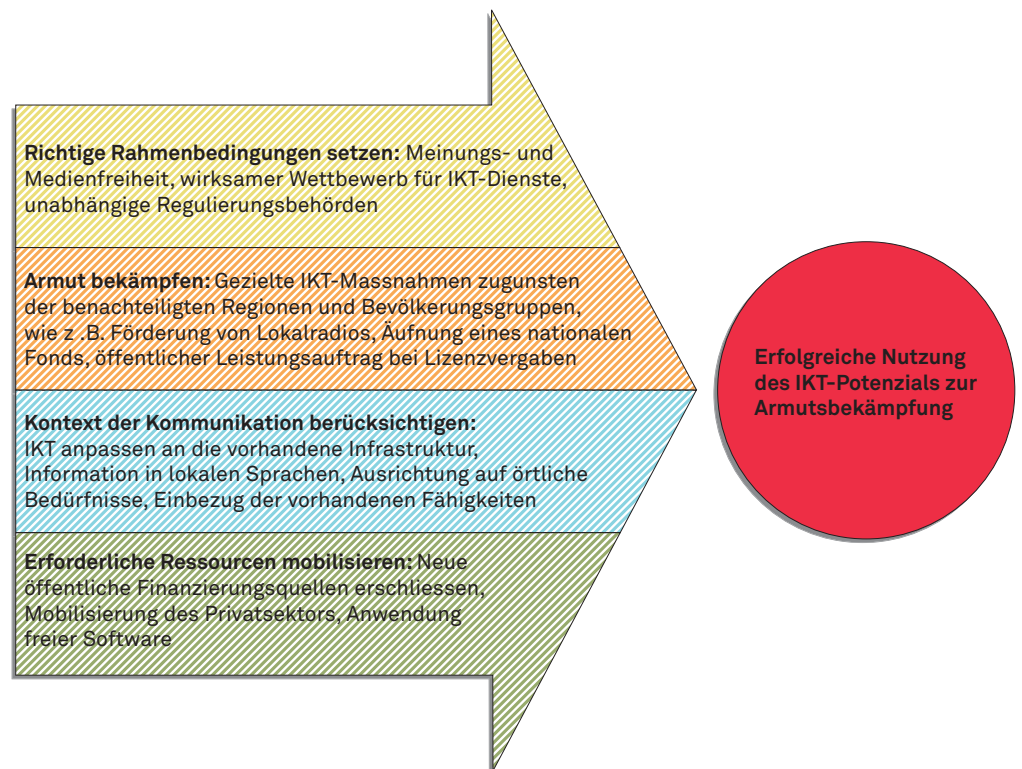 Richtige Rahmenbedingungen setzen: Meinungs- und
Medienfreiheit, wirksamer Wettbewerb für IKT-Dienste,
unabhängige Regulierungsbehörden
Armut bekämpfen: Gezielte IKT-Massnahmen zugunsten
der benachteiligten Regionen und Bevölkerungsgruppen,
wie z .B. Förderung von Lokalradios, Äufnung eines nationalen
Fonds, öffentlicher Leistungsauftrag bei Lizenzvergaben
Kontext der Kommunikation berücksichtigen:
IKT anpassen an die vorhandene Infrastruktur,
Information in lokalen Sprachen, Ausrichtung auf örtliche
Bedürfnisse, Einbezug der vorhandenen Fähigkeiten
Erforderliche Ressourcen mobilisieren: Neue
öffentliche Finanzierungsquellen erschliessen,
Mobilisierung des Privatsektors, Anwendung
freier Software
Erfolgreiche Nutzung
des IKT-Potenzials zur
Armutsbekämpfung